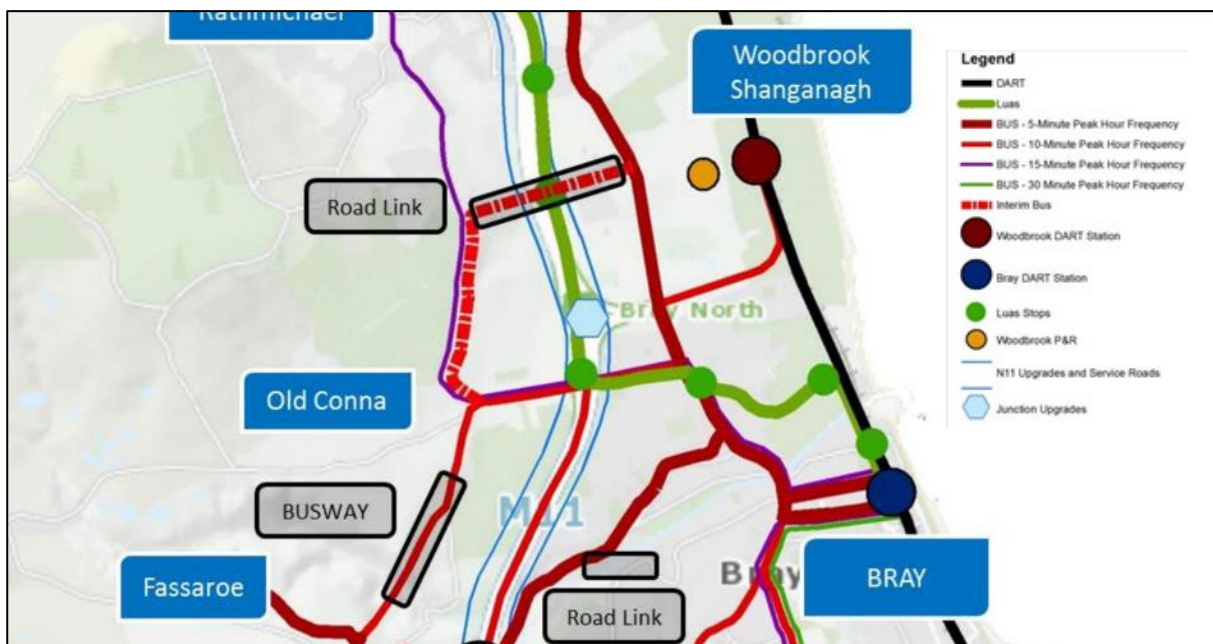 Rathmichael
Woodbrook
Shanganagh
Road Link
Bray North
Old Conna
BUSWAY
M11
Fassaroe
Road Link
Bray
BRAY
Legend
DART
Luas
BUS - 5-Minute Peak Hour Frequency
BUS - 10-Minute Peak Hour Frequency
BUS - 15-Minute Peak Hour Frequency
BUS - 30 Minute Peak Hour Frequency
Interim Bus
Woodbrook DART Station
Bray DART Station
Luas Stops
Woodbrook P&R
N11 Upgrades and Service Roads
Junction Upgrades